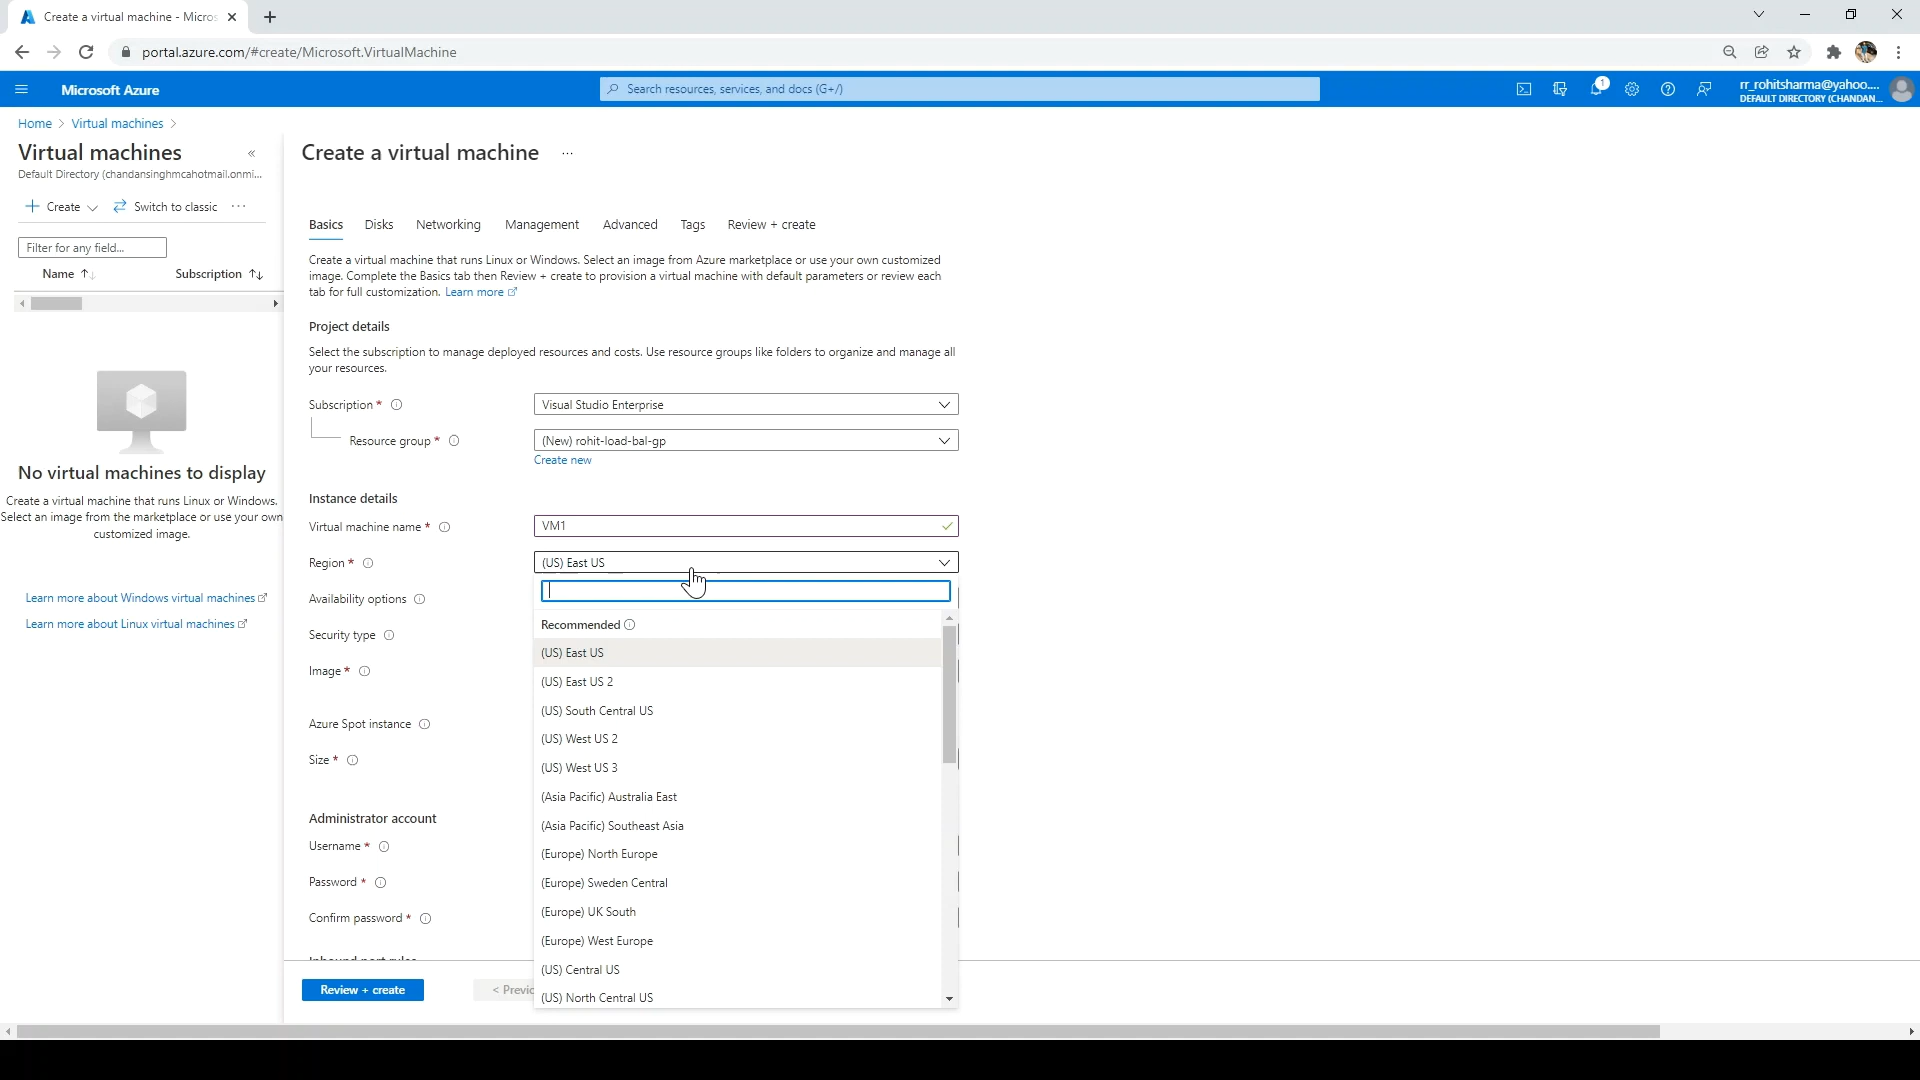 Create a virtual machine - Micros
portal.azure.com/#create/Microsoft.VirtualMachine
Microsoft Azure
Search resources, services, and docs (G+/)
1
rr_rohitsharma@yahoo....
DEFAULT DIRECTORY (CHANDAN...
Home > Virtual machines >
Virtual machines
Default Directory (chandansinghmcahotmail.onmi...
Create
Switch to classic
Filter for any field...
Name
Subscription
No virtual machines to display
Create a virtual machine that runs Linux or Windows.
Select an image from the marketplace or use your own
customized image.
Learn more about Windows virtual machines
Learn more about Linux virtual machines
Create a virtual machine ...
Basics Disks Networking Management Advanced Tags Review + create
Create a virtual machine that runs Linux or Windows. Select an image from Azure marketplace or use your own customized
image. Complete the Basics tab then Review + create to provision a virtual machine with default parameters or review each
tab for full customization. Learn more
Project details
Select the subscription to manage deployed resources and costs. Use resource groups like folders to organize and manage all
your resources.
Subscription *
Visual Studio Enterprise
Resource group *
(New) rohit-load-bal-gp
Create new
Instance details
Virtual machine name *
VM1
Region *
(US) East US
Availability options
Security type
Image *
Azure Spot instance
Size *
Administrator account
Username *
Password *
Confirm password *
Recommended
(US) East US
(US) East US 2
(US) South Central US
(US) West US 2
(US) West US 3
(Asia Pacific) Australia East
(Asia Pacific) Southeast Asia
(Europe) North Europe
(Europe) Sweden Central
(Europe) UK South
(Europe) West Europe
(US) Central US
(US) North Central US
Review + create
< Previo